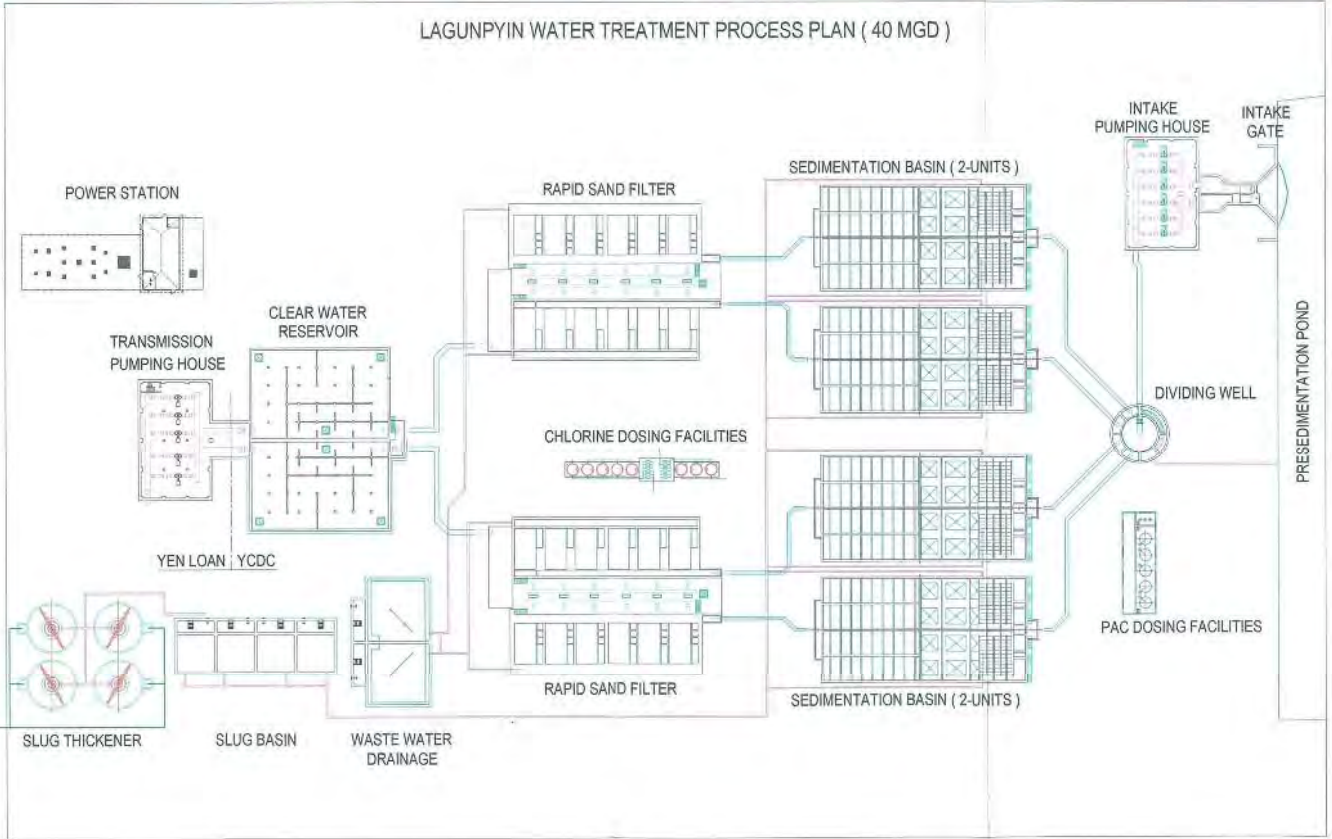 LAGUNPYIN WATER TREATMENT PROCESS PLAN ( 40 MGD )
INTAKE
PUMPING HOUSE
INTAKE
GATE
SEDIMENTATION BASIN ( 2-UNITS )
RAPID SAND FILTER
POWER STATION
CLEAR WATER
RESERVOIR
TRANSMISSION
PUMPING HOUSE
DIVIDING WELL
PRESEDIMENTATION POND
CHLORINE DOSING FACILITIES
YEN LOAN
YCDC
PAC DOSING FACILITIES
RAPID SAND FILTER
SEDIMENTATION BASIN ( 2-UNITS )
SLUG THICKENER
SLUG BASIN
WASTE WATER
DRAINAGE